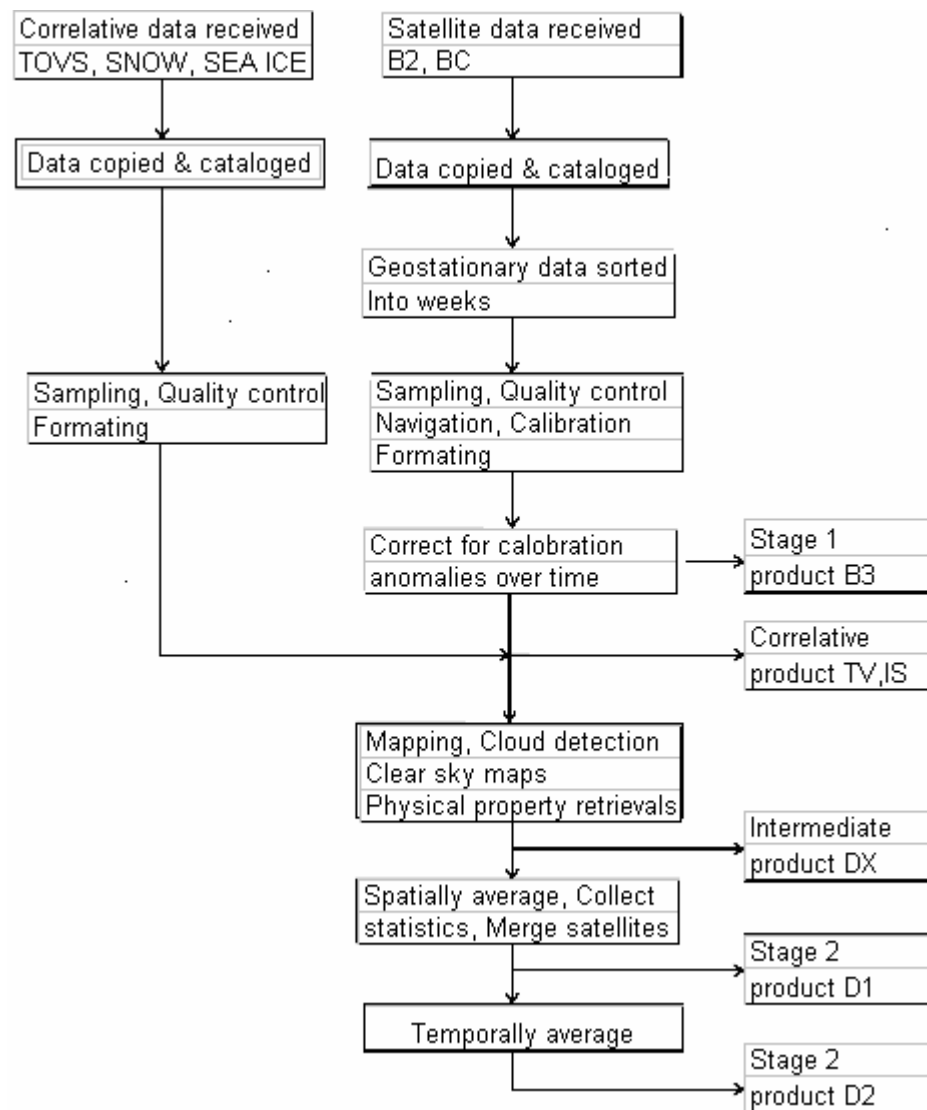 Correlative data received
TOVS, SNOW, SEA ICE
Satellite data received
B2, BC
Data copied & cataloged
Data copied & cataloged
Geostationary data sorted
Into weeks
Sampling, Quality control
Formating
Sampling, Quality control
Navigation, Calibration
Formating
Correct for calobration
anomalies over time
Stage 1
product B3
Correlative
product TV,IS
Mapping, Cloud detection
Clear sky maps
Physical property retrievals
Intermediate
product DX
Spatially average, Collect
statistics, Merge satellites
Stage 2
product D1
Temporally average
Stage 2
product D2